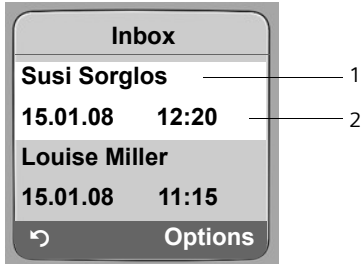 Inbox
Susi Sorglos 1
15.01.08 12:20 2
Louise Miller
15.01.08 11:15
Options